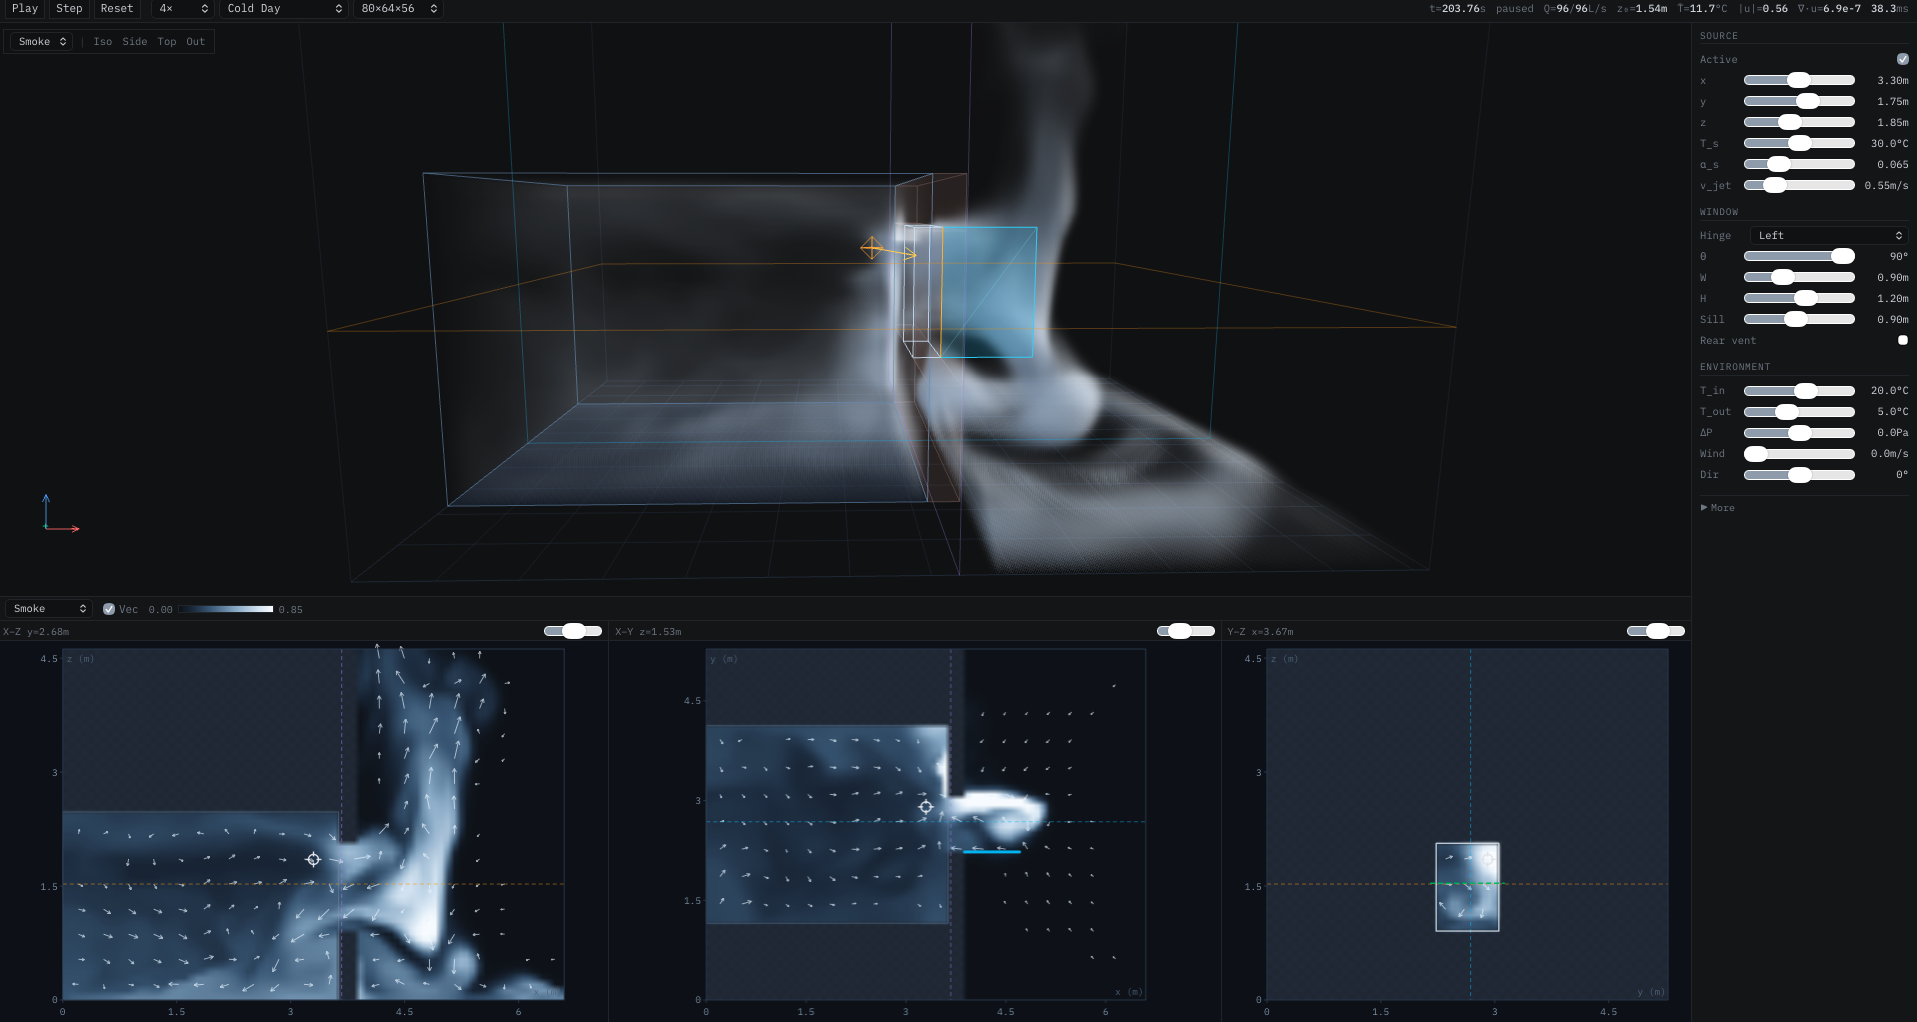 Play Step Reset 4× Cold Day 80×64×56 t=203.76s paused Q=96/96L/s z₀=1.54m T̄=11.7°C |u|=0.56 ∇·u=6.9e-7 38.3ms
Smoke | Iso Side Top Out
SOURCE
Active
x 3.30m
y 1.75m
z 1.85m
T_s 30.0°C
α_s 0.065
v_jet 0.55m/s
WINDOW
Hinge Left
θ 90°
W 0.90m
H 1.20m
Sill 0.90m
Rear vent
ENVIRONMENT
T_in 20.0°C
T_out 5.0°C
ΔP 0.0Pa
Wind 0.0m/s
Dir 0°
▶ More
Smoke Vec 0.00 0.85
X-Z y=2.68m
4.5 z (m)
3
1.5
0
x (m)
0 1.5 3 4.5 6
X-Y z=1.53m
y (m)
4.5
3
1.5
0
x (m)
0 1.5 3 4.5 6
Y-Z x=3.67m
4.5 z (m)
3
1.5
0
y (m)
0 1.5 3 4.5